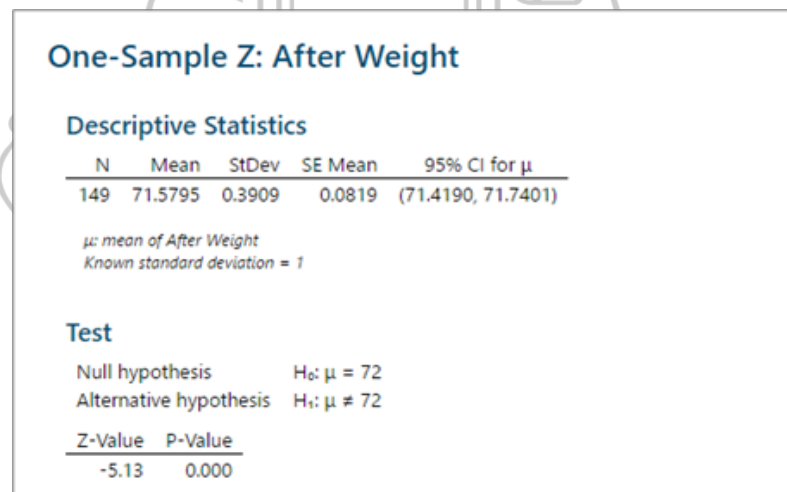 One-Sample Z: After Weight
Descriptive Statistics
N Mean StDev SE Mean 95% CI for μ
149 71.5795 0.3909 0.0819 (71.4190, 71.7401)
μ: mean of After Weight
Known standard deviation = 1
Test
Null hypothesis H₀: μ = 72
Alternative hypothesis H₁: μ ≠ 72
Z-Value P-Value
-5.13 0.000